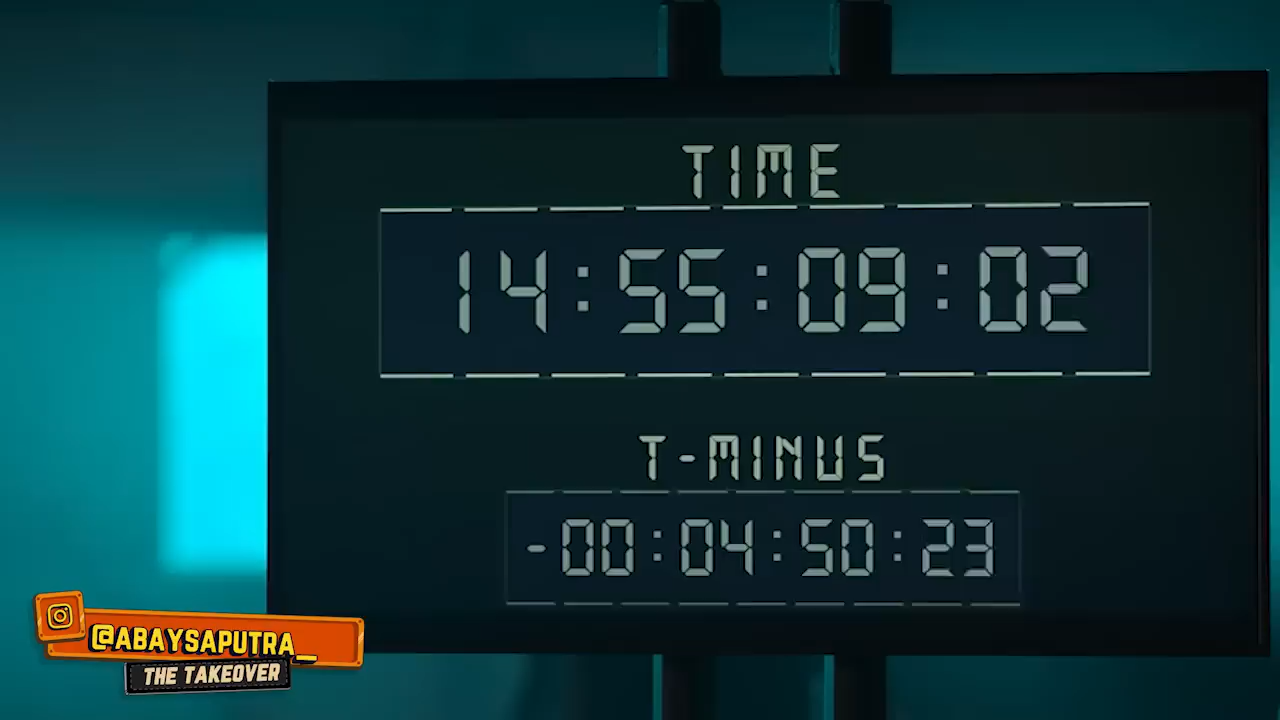 TIME
14:55:09:02
T-MINUS
-00:04:50:23
@ABAYSAPUTRA_
THE TAKEOVER